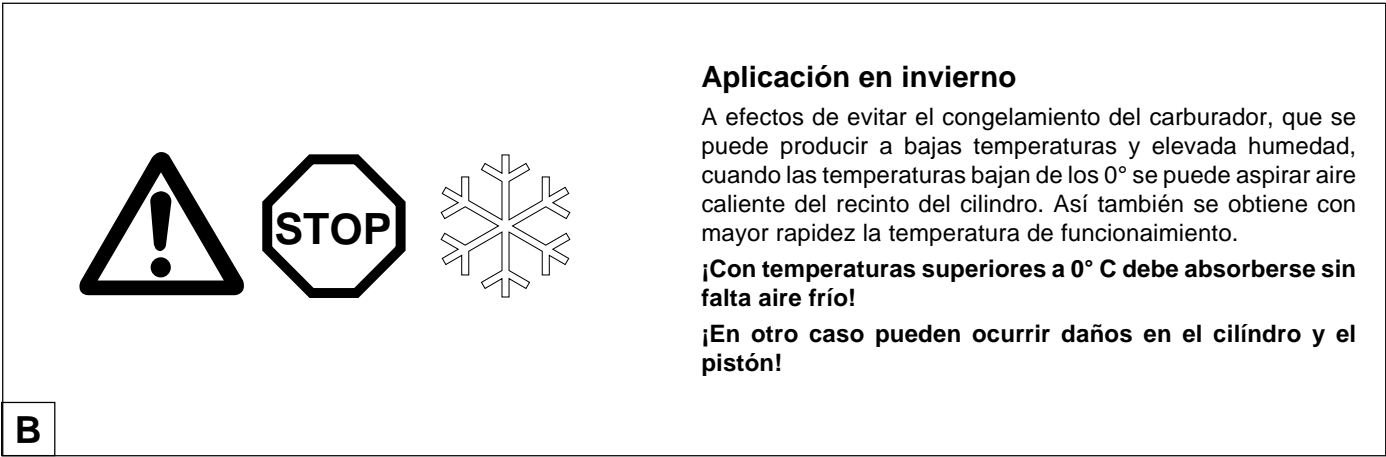 STOP
Aplicación en invierno
A efectos de evitar el congelamiento del carburador, que se
puede producir a bajas temperaturas y elevada humedad,
cuando las temperaturas bajan de los 0° se puede aspirar aire
caliente del recinto del cilindro. Así también se obtiene con
mayor rapidez la temperatura de funcionaimiento.
¡Con temperaturas superiores a 0° C debe absorberse sin
falta aire frío!
¡En otro caso pueden ocurrir daños en el cilíndro y el
pistón!
B